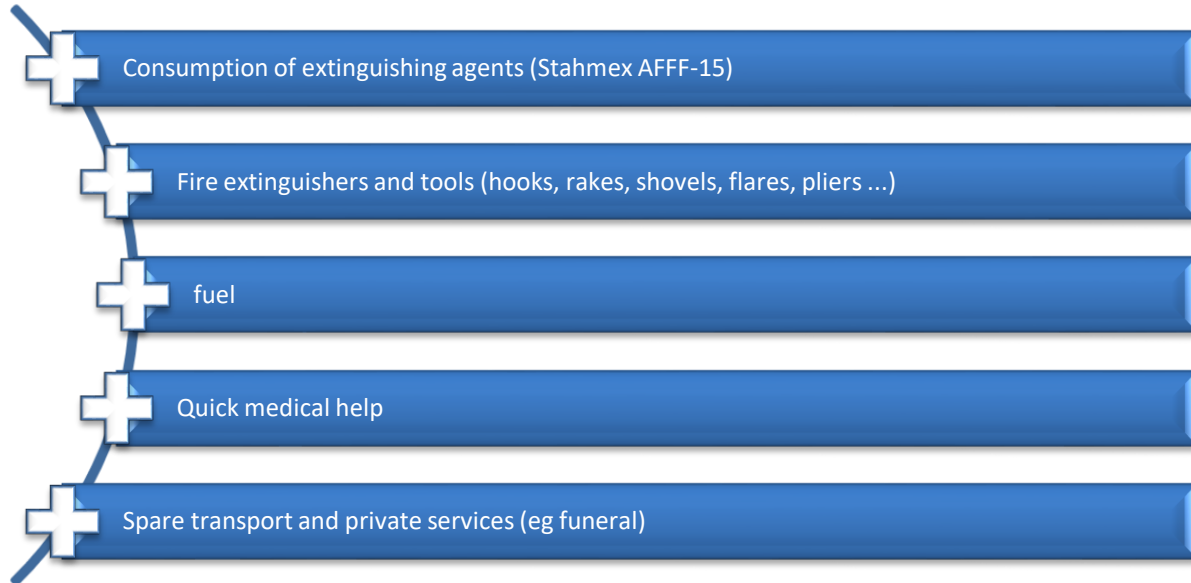 Consumption of extinguishing agents (Stahmex AFFF-15)
Fire extinguishers and tools (hooks, rakes, shovels, flares, pliers ...)
fuel
Quick medical help
Spare transport and private services (eg funeral)